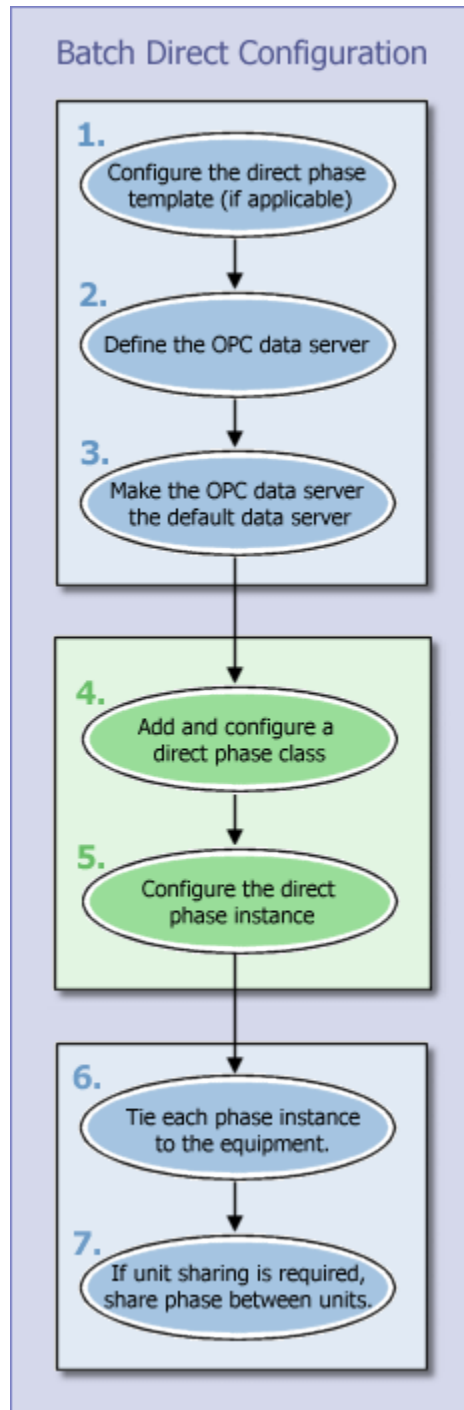 Batch Direct Configuration
1.
Configure the direct phase
template (if applicable)
2.
Define the OPC data server
3.
Make the OPC data server
the default data server
4.
Add and configure a
direct phase class
5.
Configure the direct
phase instance
6.
Tie each phase instance
to the equipment.
7.
If unit sharing is required,
share phase between units.